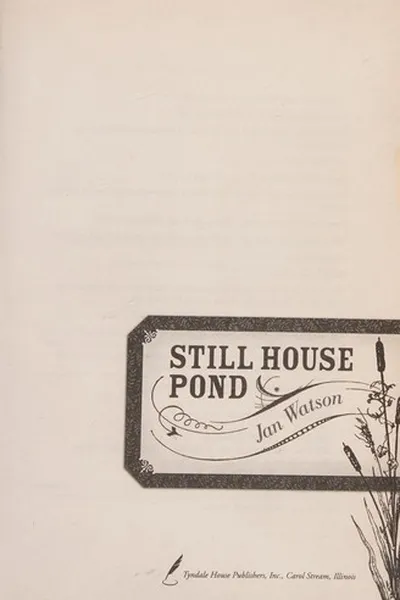 STILL HOUSE
POND
Jan Watson
Tyndale House Publishers, Inc., Carol Stream, Illinois